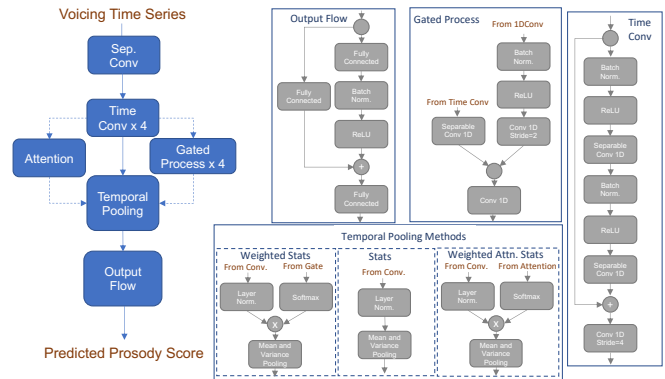 Voicing Time Series
Sep.
Conv
Time
Conv x 4
Attention
Gated
Process x 4
Temporal
Pooling
Output
Flow
Predicted Prosody Score
Output Flow
Fully
Connected
Fully
Connected
Batch
Norm.
ReLU
+
Fully
Connected
Gated Process
From 1DConv
Batch
Norm.
ReLU
From Time Conv
Separable
Conv 1D
Conv 1D
Stride=2
Conv 1D
Time
Conv
Batch
Norm.
ReLU
Separable
Conv 1D
Batch
Norm.
ReLU
Separable
Conv 1D
+
Conv 1D
Stride=4
Temporal Pooling Methods
Weighted Stats
From Conv.
From Gate
Layer
Norm.
Softmax
X
Mean and
Variance
Pooling
Stats
From Conv.
Layer
Norm.
Mean and
Variance
Pooling
Weighted Attn. Stats
From Conv.
From Attention
Layer
Norm.
Softmax
X
Mean and
Variance
Pooling